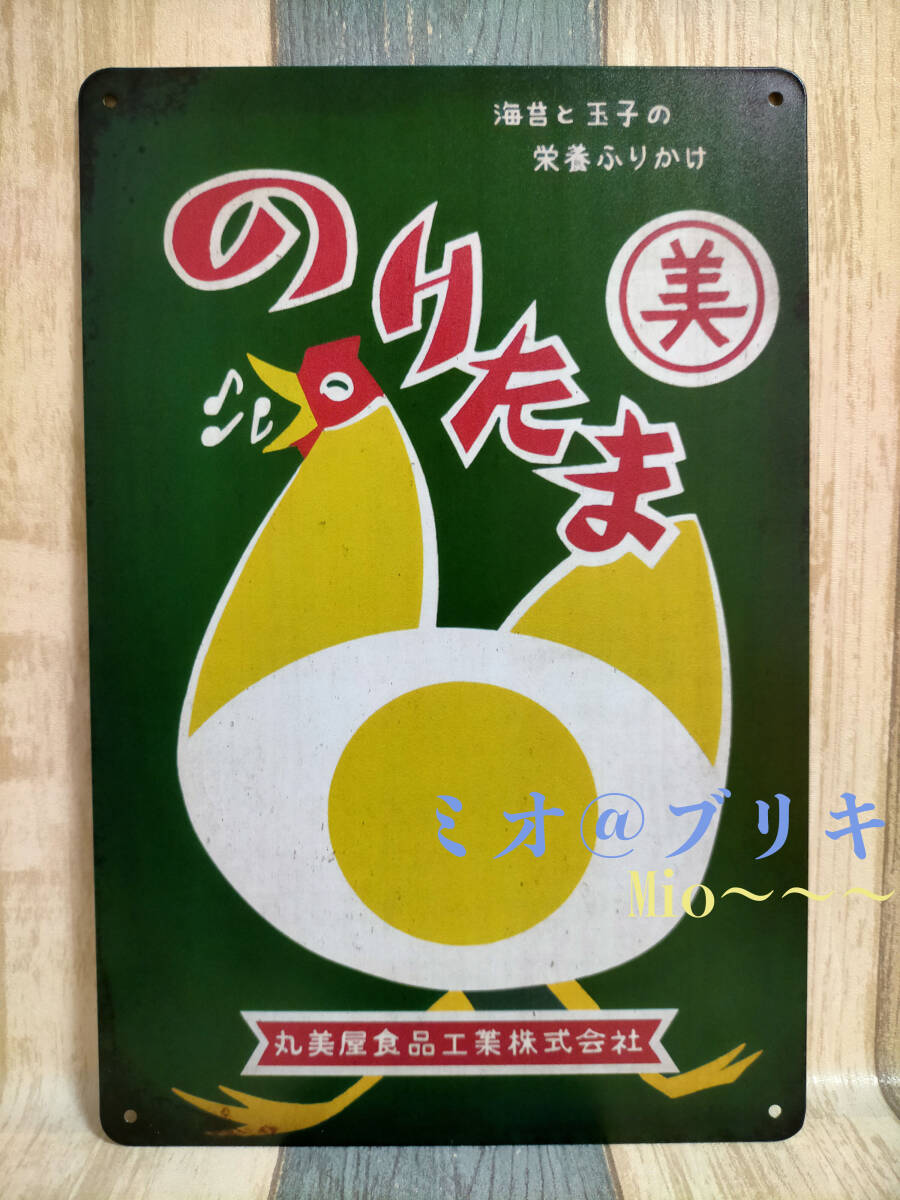 海苔と玉子の
栄養ふりかけ
のりたま
美
丸美屋食品工業株式会社
ミオ@ブリキ
Mio～～～